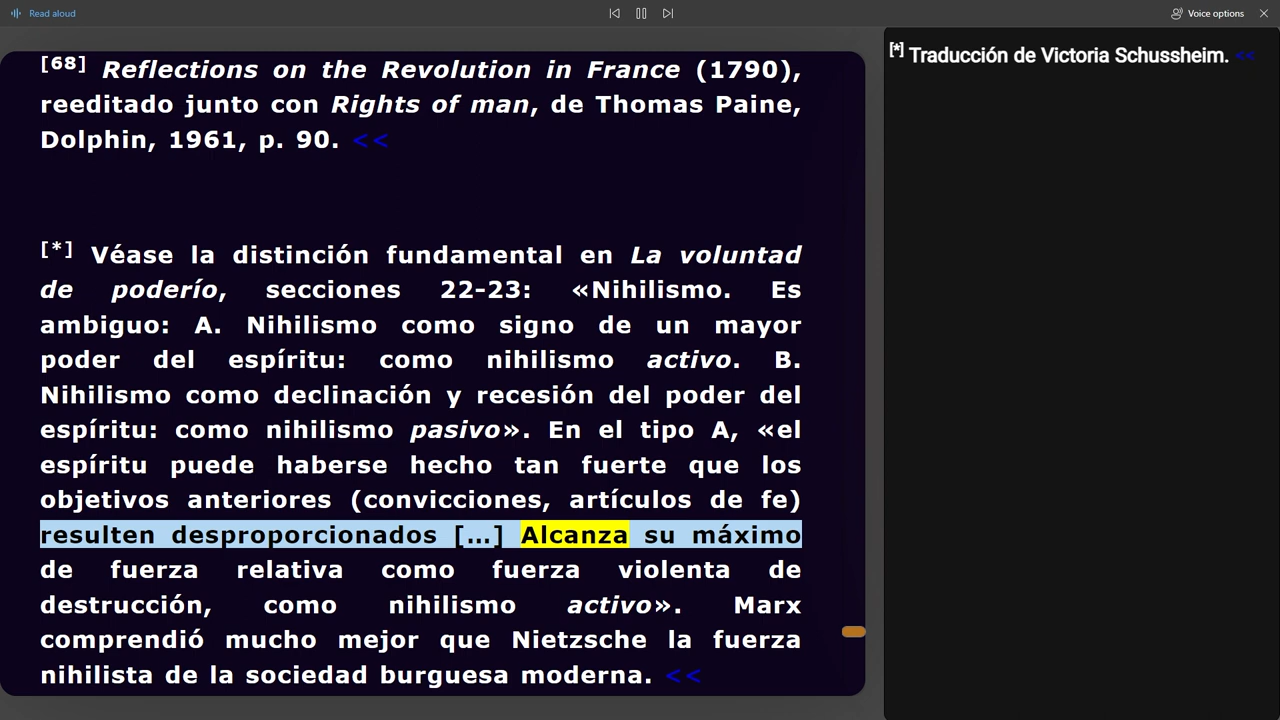 Read aloud
Voice options
[68] Reflections on the Revolution in France (1790),
reeditado junto con Rights of man, de Thomas Paine,
Dolphin, 1961, p. 90. <<
[*] Véase la distinción fundamental en La voluntad
de poderío, secciones 22-23: «Nihilismo. Es
ambiguo: A. Nihilismo como signo de un mayor
poder del espíritu: como nihilismo activo. B.
Nihilismo como declinación y recesión del poder del
espíritu: como nihilismo pasivo». En el tipo A, «el
espíritu puede haberse hecho tan fuerte que los
objetivos anteriores (convicciones, artículos de fe)
resulten desproporcionados [...] Alcanza su máximo
de fuerza relativa como fuerza violenta de
destrucción, como nihilismo activo». Marx
comprendió mucho mejor que Nietzsche la fuerza
nihilista de la sociedad burguesa moderna. <<
[*] Traducción de Victoria Schussheim. <<